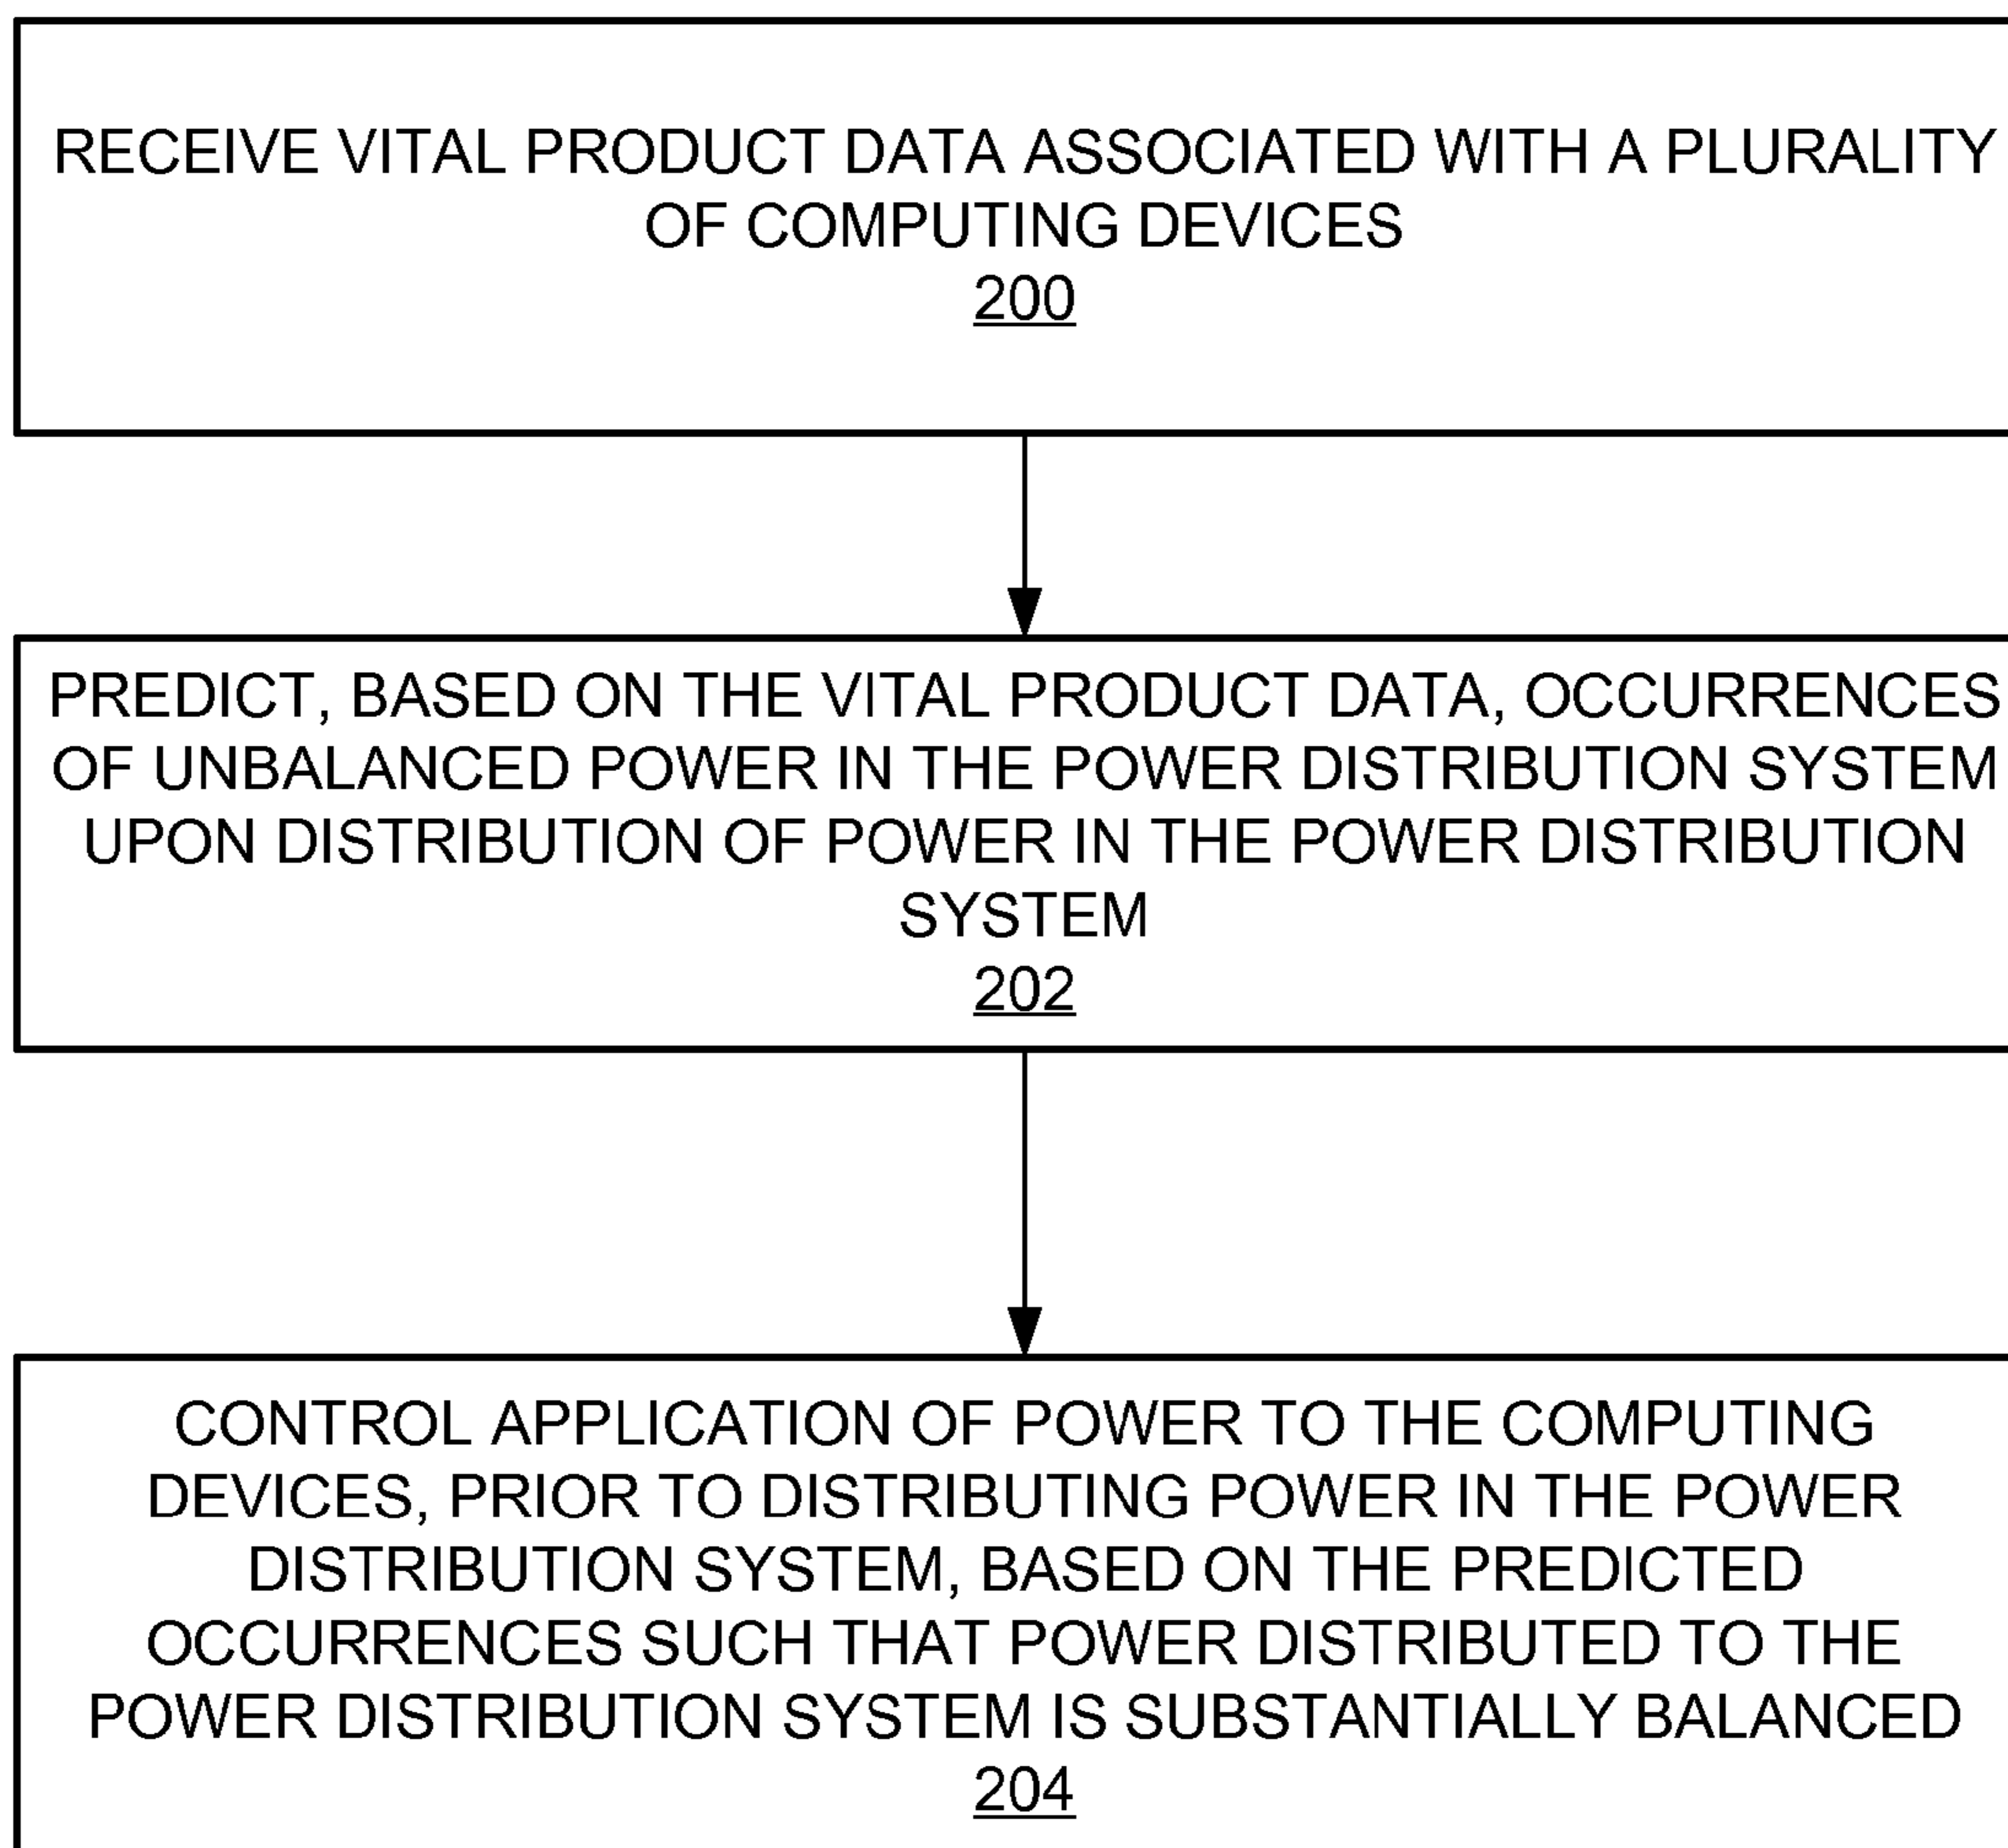 RECEIVE VITAL PRODUCT DATA ASSOCIATED WITH A PLURALITY
OF COMPUTING DEVICES
200
PREDICT, BASED ON THE VITAL PRODUCT DATA, OCCURRENCES
OF UNBALANCED POWER IN THE POWER DISTRIBUTION SYSTEM
UPON DISTRIBUTION OF POWER IN THE POWER DISTRIBUTION
SYSTEM
202
CONTROL APPLICATION OF POWER TO THE COMPUTING
DEVICES, PRIOR TO DISTRIBUTING POWER IN THE POWER
DISTRIBUTION SYSTEM, BASED ON THE PREDICTED
OCCURRENCES SUCH THAT POWER DISTRIBUTED TO THE
POWER DISTRIBUTION SYSTEM IS SUBSTANTIALLY BALANCED
204